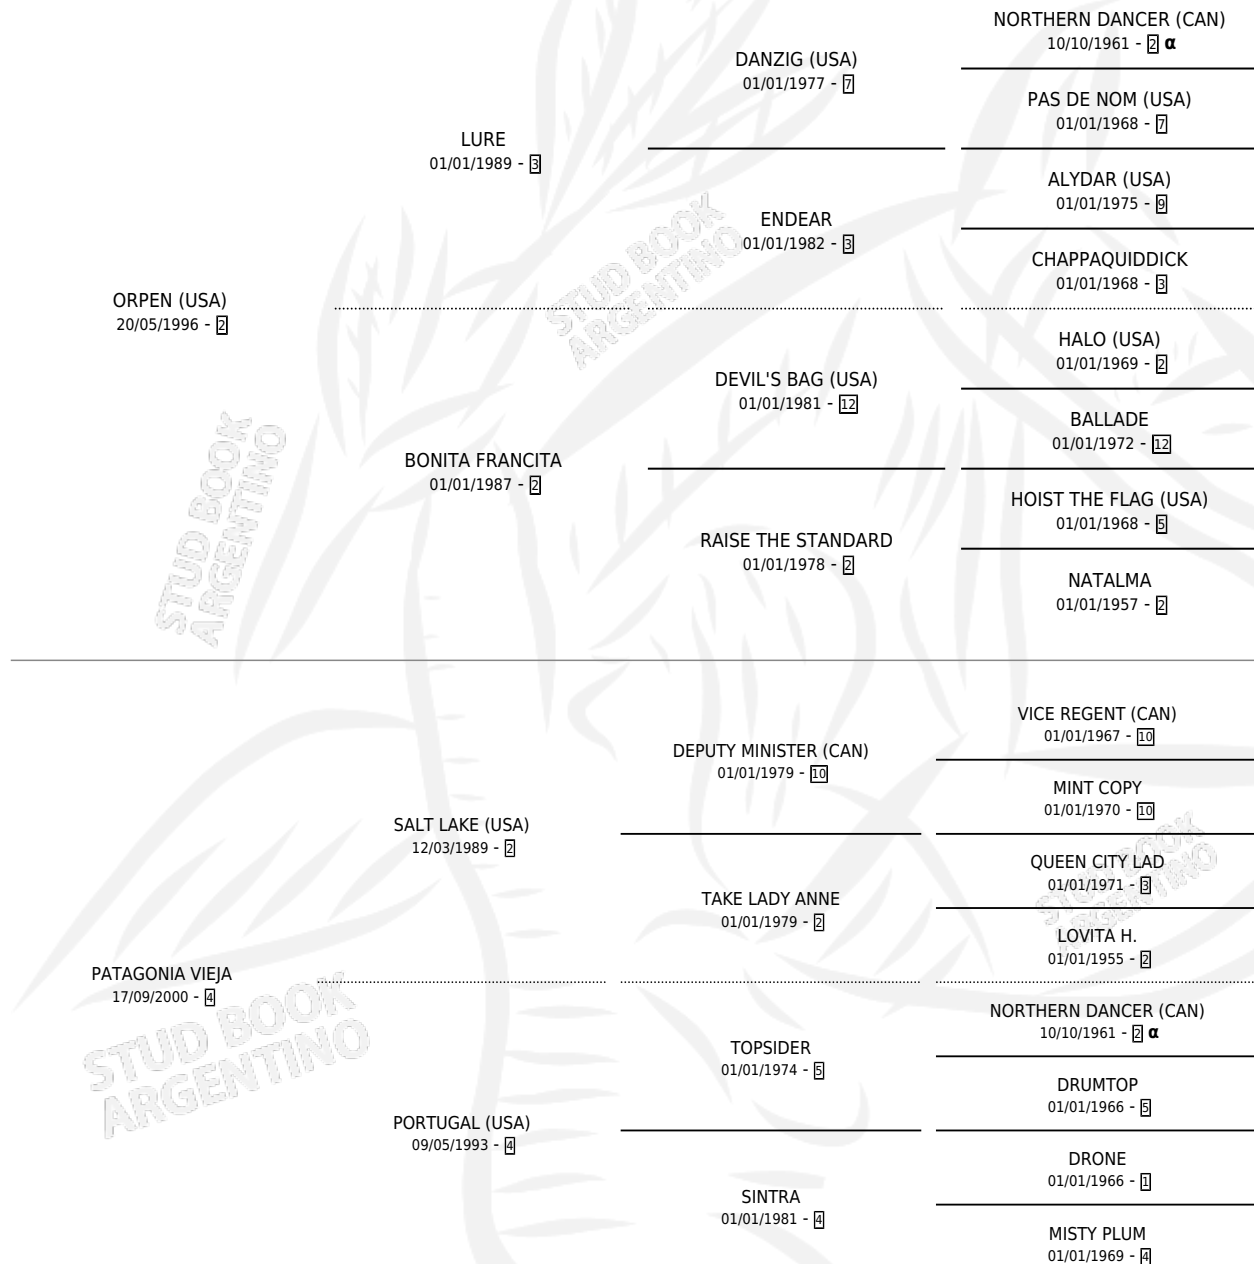 NORTHERN DANCER (CAN)
10/10/1961 - 2 α
DANZIG (USA)
01/01/1977 - 7
PAS DE NOM (USA)
01/01/1968 - 7
LURE
01/01/1989 - 3
ALYDAR (USA)
01/01/1975 - 9
ENDEAR
01/01/1982 - 3
CHAPPAQUIDDICK
01/01/1968 - 3
STUD BOOK
ARGENTINO
ORPEN (USA)
20/05/1996 - 2
HALO (USA)
01/01/1969 - 2
DEVIL'S BAG (USA)
01/01/1981 - 12
BALLADE
01/01/1972 - 12
BONITA FRANCITA
01/01/1987 - 2
HOIST THE FLAG (USA)
01/01/1968 - 5
RAISE THE STANDARD
01/01/1978 - 2
NATALMA
01/01/1957 - 2
STUD BOOK
ARGENTINO
VICE REGENT (CAN)
01/01/1967 - 10
DEPUTY MINISTER (CAN)
01/01/1979 - 10
MINT COPY
01/01/1970 - 10
SALT LAKE (USA)
12/03/1989 - 2
QUEEN CITY LAD
01/01/1971 - 3
STUD BOOK
ARGENTINO
TAKE LADY ANNE
01/01/1979 - 2
LOVITA H.
01/01/1955 - 2
PATAGONIA VIEJA
17/09/2000 - 4
STUD BOOK
ARGENTINO
NORTHERN DANCER (CAN)
10/10/1961 - 2 α
TOPSIDER
01/01/1974 - 5
DRUMTOP
01/01/1966 - 5
PORTUGAL (USA)
09/05/1993 - 4
DRONE
01/01/1966 - 1
SINTRA
01/01/1981 - 4
MISTY PLUM
01/01/1969 - 4